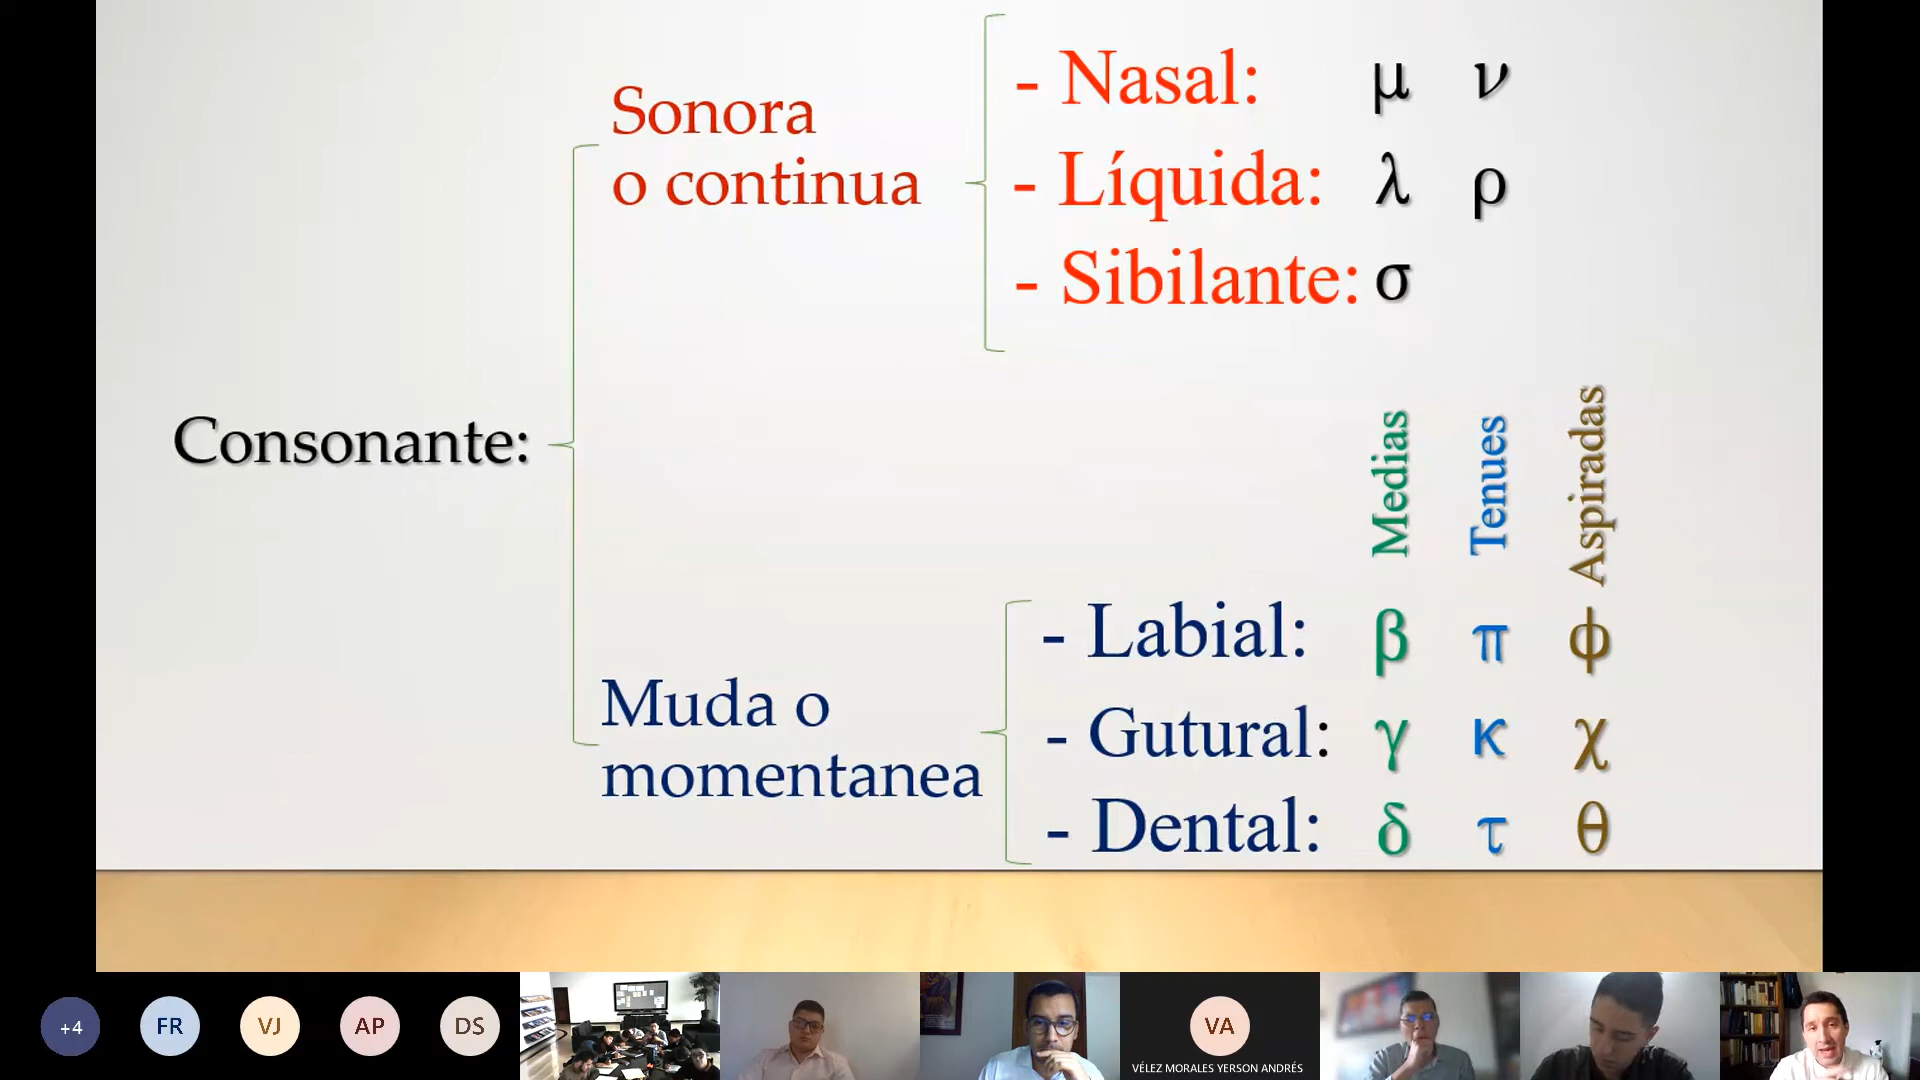 Consonante:
Sonora
o continua
- Nasal: μ ν
- Líquida: λ ρ
- Sibilante: σ
Muda o
momentanea
Medias Tenues Aspiradas
- Labial: β π φ
- Gutural: γ κ χ
- Dental: δ τ θ
+4 FR VJ AP DS VA
VÉLEZ MORALES YERSON ANDRÉS